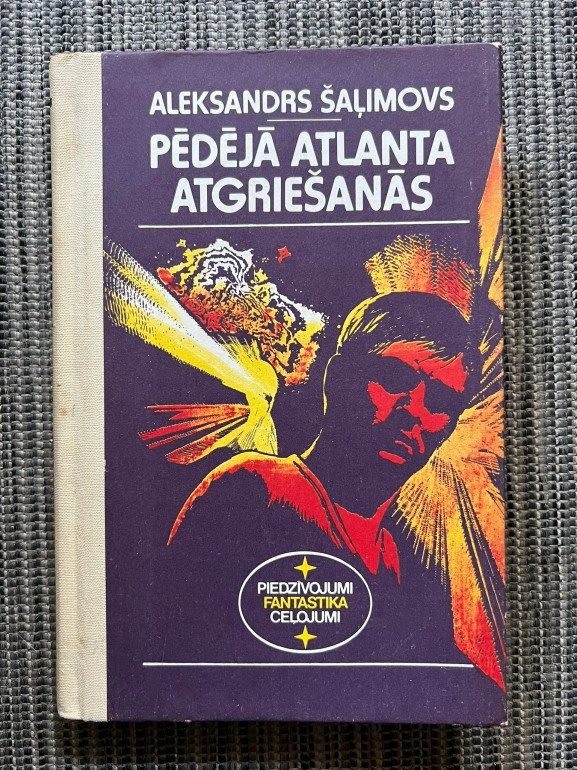 ALEKSANDRS ŠAĻIMOVS
PĒDĒJĀ ATLANTA
ATGRIEŠANĀS
PIEDZĪVOJUMI
FANTASTIKA
CEĻOJUMI